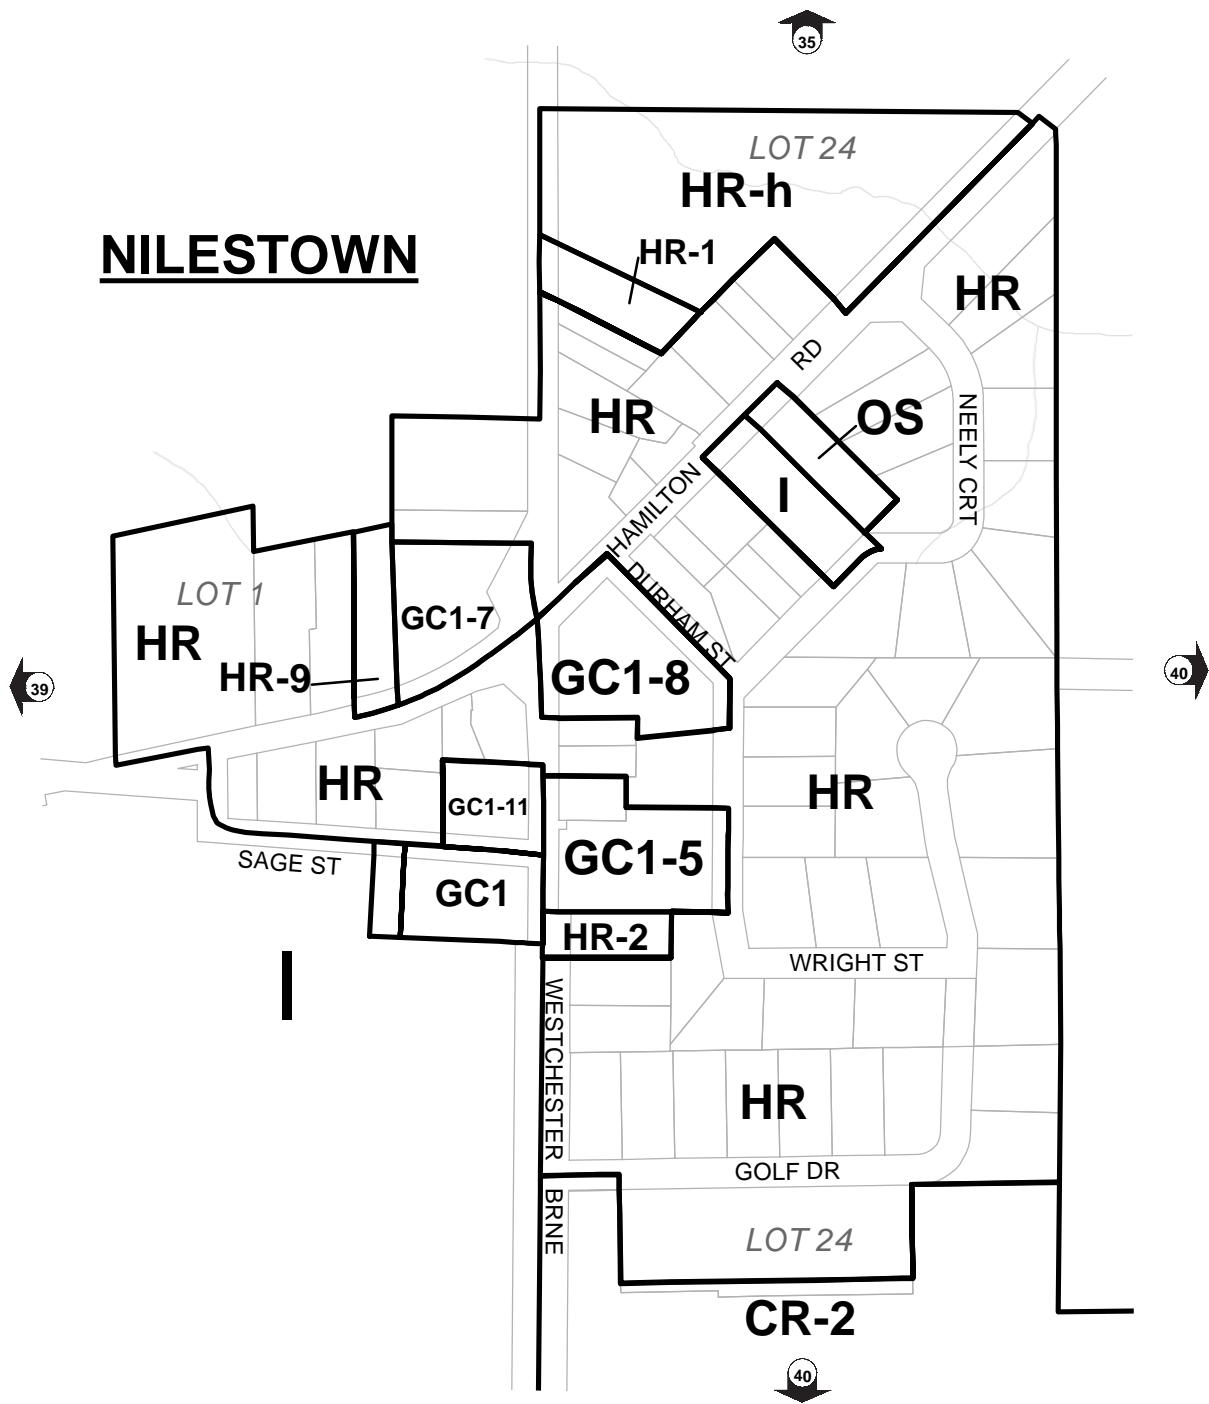 35
LOT 24
HR-h
NILESTOWN
HR-1
HR
RD
HR
OS
NEELY CRT
I
HAMILTON
LOT 1
DURHAM ST
GC1-7
HR
HR-9
GC1-8
39
40
HR
HR
GC1-11
GC1-5
SAGE ST
GC1
HR-2
WRIGHT ST
I
WESTCHESTER BRNE
HR
GOLF DR
LOT 24
CR-2
40